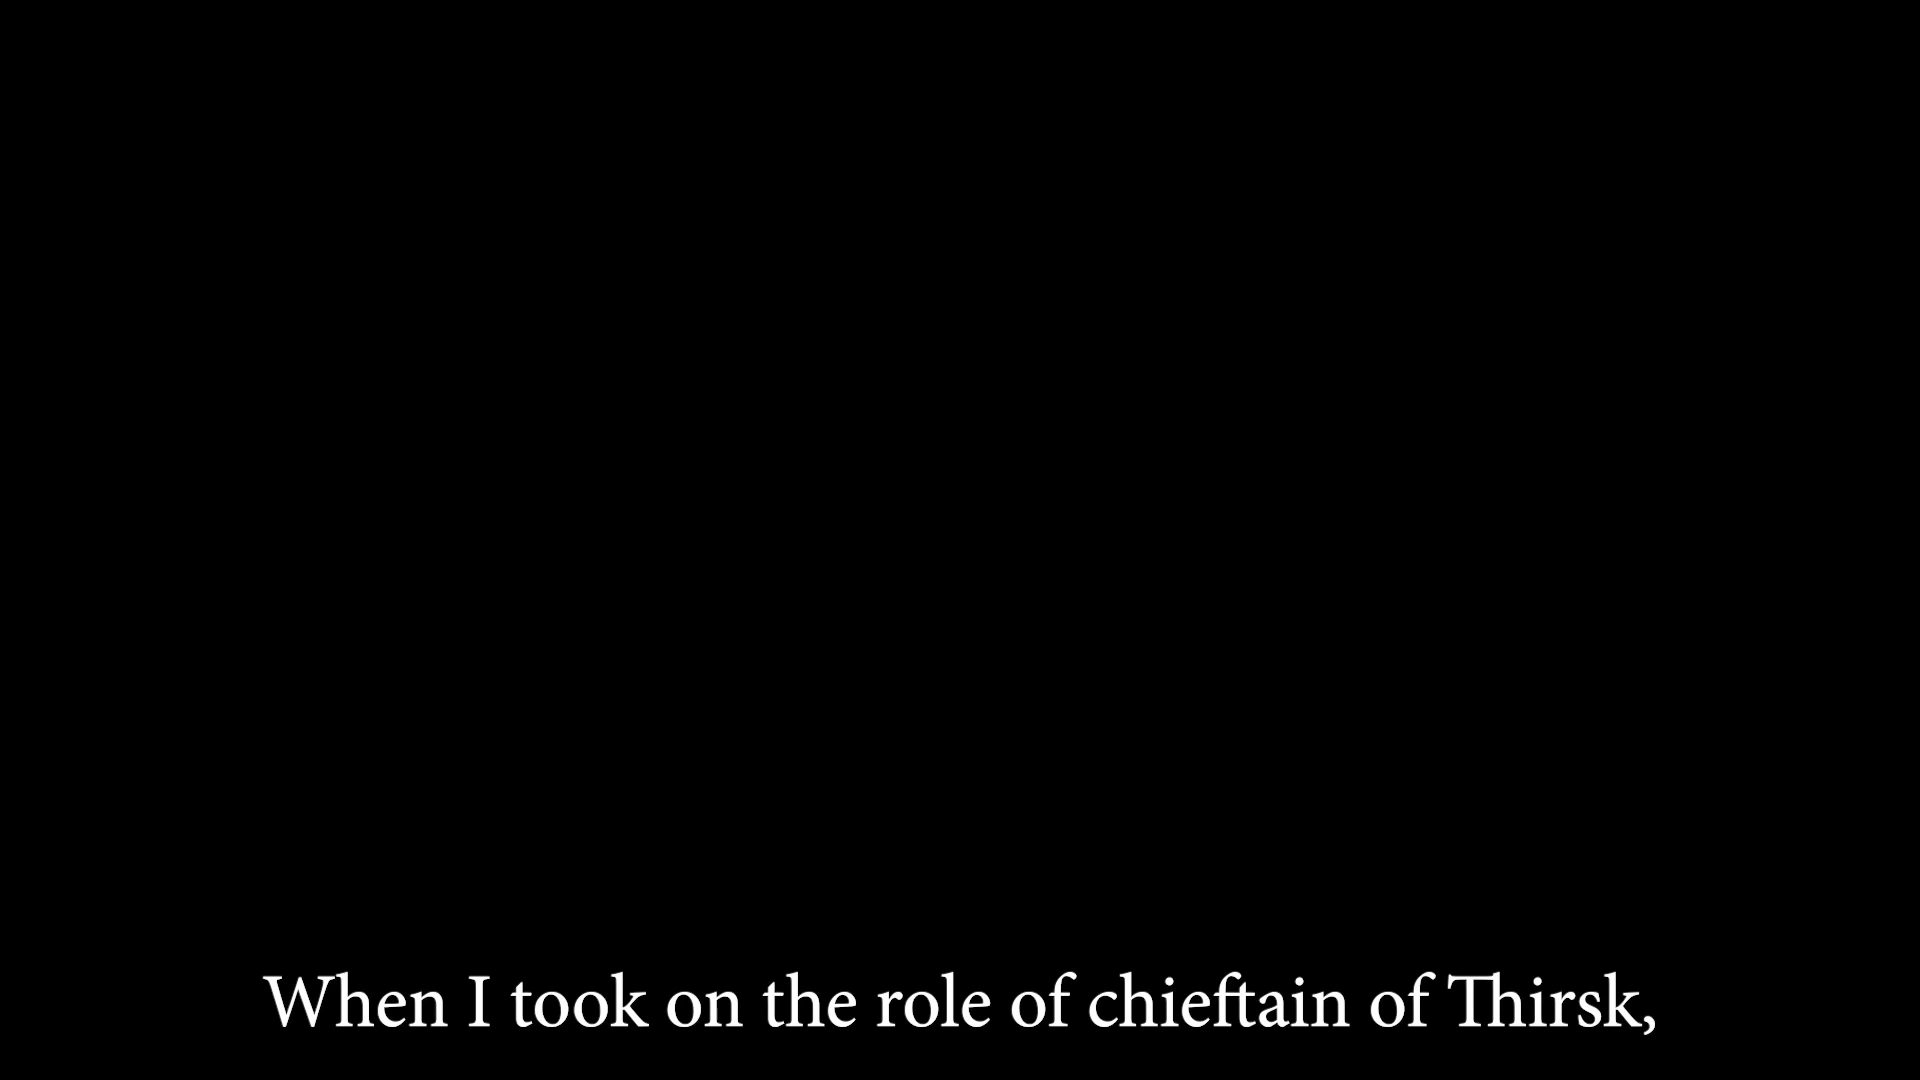 When I took on the role of chieftain of Thirsk,